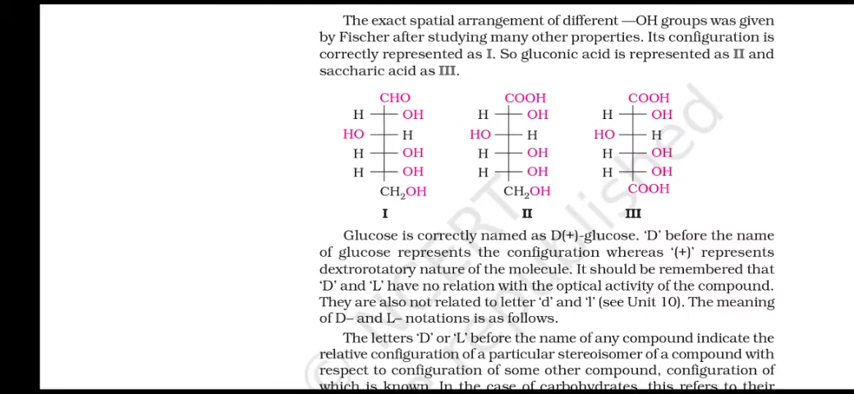 The exact spatial arrangement of different —OH groups was given
by Fischer after studying many other properties. Its configuration is
correctly represented as I. So gluconic acid is represented as II and
saccharic acid as III.
CHO COOH COOH
H OH H OH H OH
HO H HO H HO H
H OH H OH H OH
H OH H OH H OH
CH₂OH CH₂OH COOH
I II III
Glucose is correctly named as D(+)-glucose. ‘D’ before the name
of glucose represents the configuration whereas ‘(+)’ represents
dextrorotatory nature of the molecule. It should be remembered that
‘D’ and ‘L’ have no relation with the optical activity of the compound.
They are also not related to letter ‘d’ and ‘l’ (see Unit 10). The meaning
of D– and L– notations is as follows.
The letters ‘D’ or ‘L’ before the name of any compound indicate the
relative configuration of a particular stereoisomer of a compound with
respect to configuration of some other compound, configuration of
which is known. In the case of carbohydrates, this refers to their
© NCERT
republished